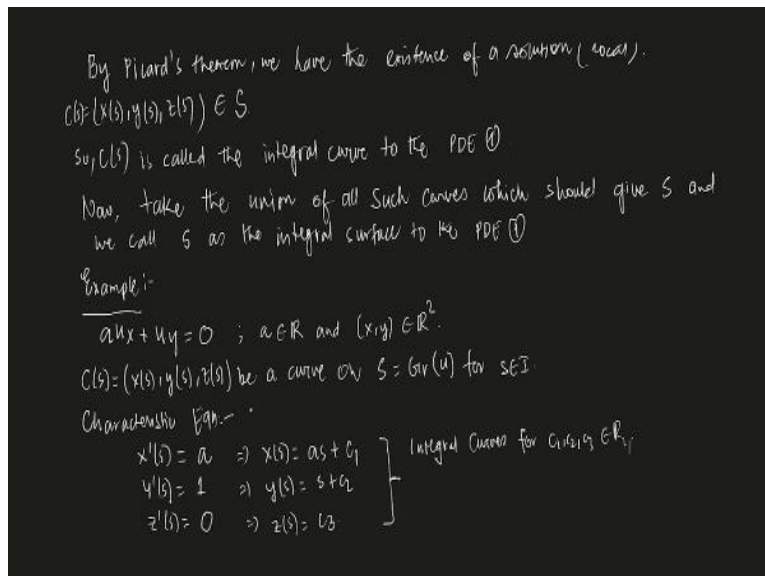 By Picard's theorem, we have the existence of a solution (local).
C(s)=(x(s), y(s), z(s)) ∈ S.
So, C(s) is called the integral curve to the PDE ①
Now, take the union of all such curves which should give S and
we call S as the integral surface to the PDE ①
Example:-
aux + uy = 0 ; a ∈ R and (x,y) ∈ R².
C(s) = (x(s), y(s), z(s)) be a curve on S = Gr(u) for s∈I.
Characteristic Eqn.-
x'(s) = a ⇒ x(s) = as + c₁
y'(s) = 1 ⇒ y(s) = s+c₂
z'(s) = 0 ⇒ z(s) = c₃.
Integral Curves for c₁,c₂,c₃ ∈ R,